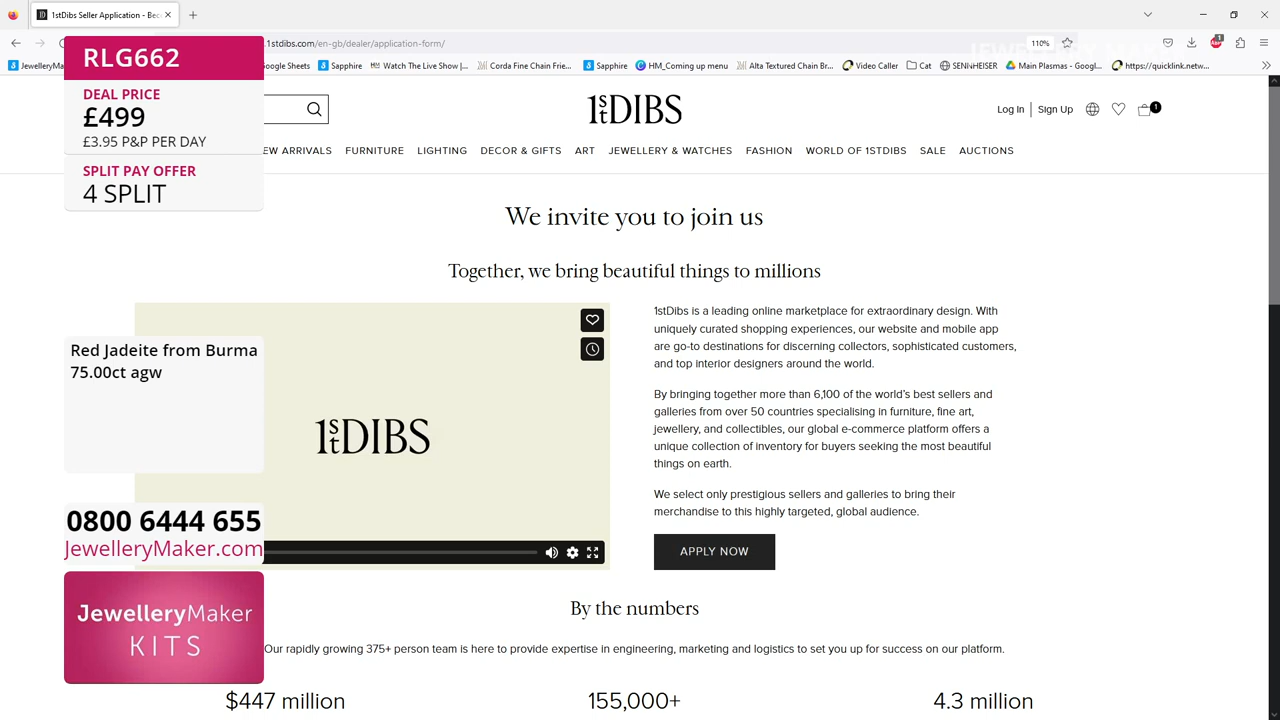 1stDibs Seller Application - Bec
1stdibs.com/en-gb/dealer/application-form/
110%
1
JewelleryMa
Google Sheets
Sapphire
Watch The Live Show |...
Corda Fine Chain Frie...
Sapphire
HM_Coming up menu
Alta Textured Chain Br...
Video Caller
Cat
SENNHEISER
Main Plasmas - Googl...
https://quicklink.netw...
RLG662
DEAL PRICE
£499
£3.95 P&P PER DAY
SPLIT PAY OFFER
4 SPLIT
1stDIBS
Log In
Sign Up
1
EW ARRIVALS
FURNITURE
LIGHTING
DECOR & GIFTS
ART
JEWELLERY & WATCHES
FASHION
WORLD OF 1STDIBS
SALE
AUCTIONS
We invite you to join us
Together, we bring beautiful things to millions
Red Jadeite from Burma
75.00ct agw
1stDIBS
1stDibs is a leading online marketplace for extraordinary design. With
uniquely curated shopping experiences, our website and mobile app
are go-to destinations for discerning collectors, sophisticated customers,
and top interior designers around the world.
By bringing together more than 6,100 of the world's best sellers and
galleries from over 50 countries specialising in furniture, fine art,
jewellery, and collectibles, our global e-commerce platform offers a
unique collection of inventory for buyers seeking the most beautiful
things on earth.
We select only prestigious sellers and galleries to bring their
merchandise to this highly targeted, global audience.
APPLY NOW
0800 6444 655
JewelleryMaker.com
JewelleryMaker
KITS
By the numbers
Our rapidly growing 375+ person team is here to provide expertise in engineering, marketing and logistics to set you up for success on our platform.
$447 million
155,000+
4.3 million